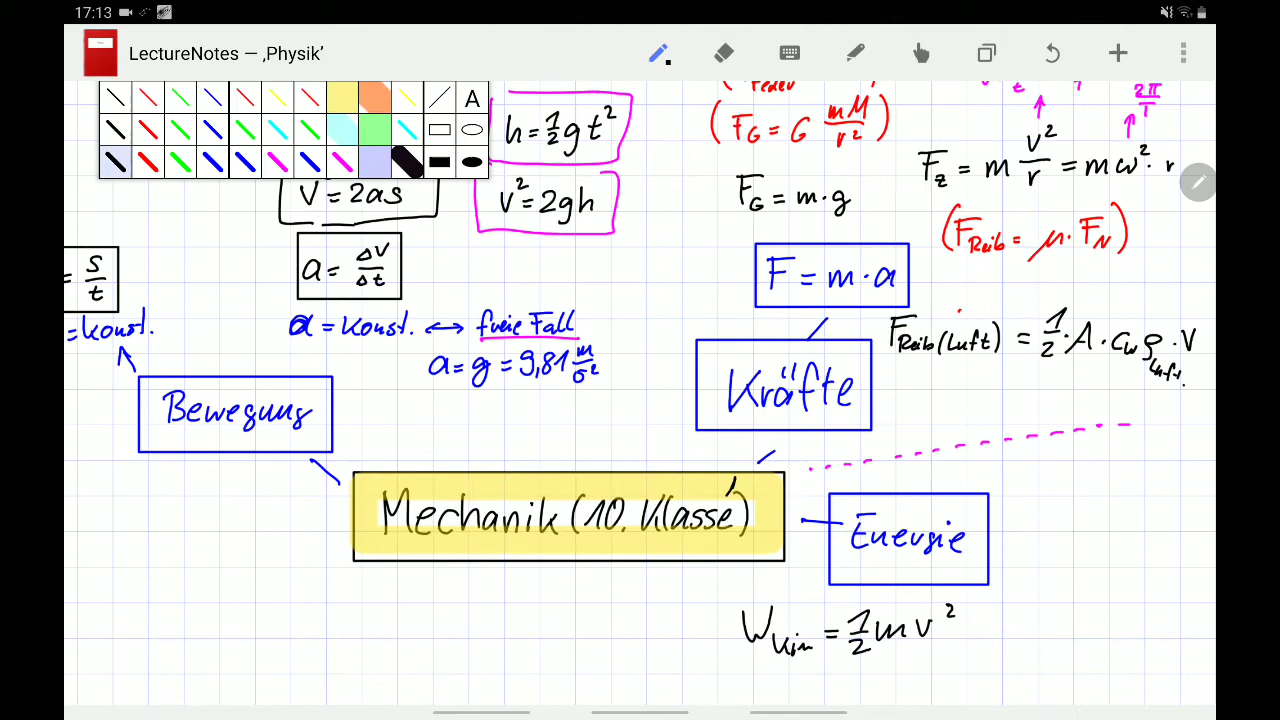 17:13
LectureNotes — ‚Physik’
A
h = 1/2 g t²
V = 2as
v² = 2gh
a = ΔV/Δt
= s/t
= konst.
a = konst. ↔ freie Fall
a = g = 9,81 m/s²
Bewegung
(F_G = G mM/r²)
F_G = m·g
F = m·a
Kräfte
2π/T
F_z = m v²/r = m ω² · r
(F_Reib = μ · F_N)
F_Reib(Luft) = 1/2 · A · c_w ρ_Luft. · V
Mechanik (10. Klasse)
Energie
W_kin = 1/2 m v²